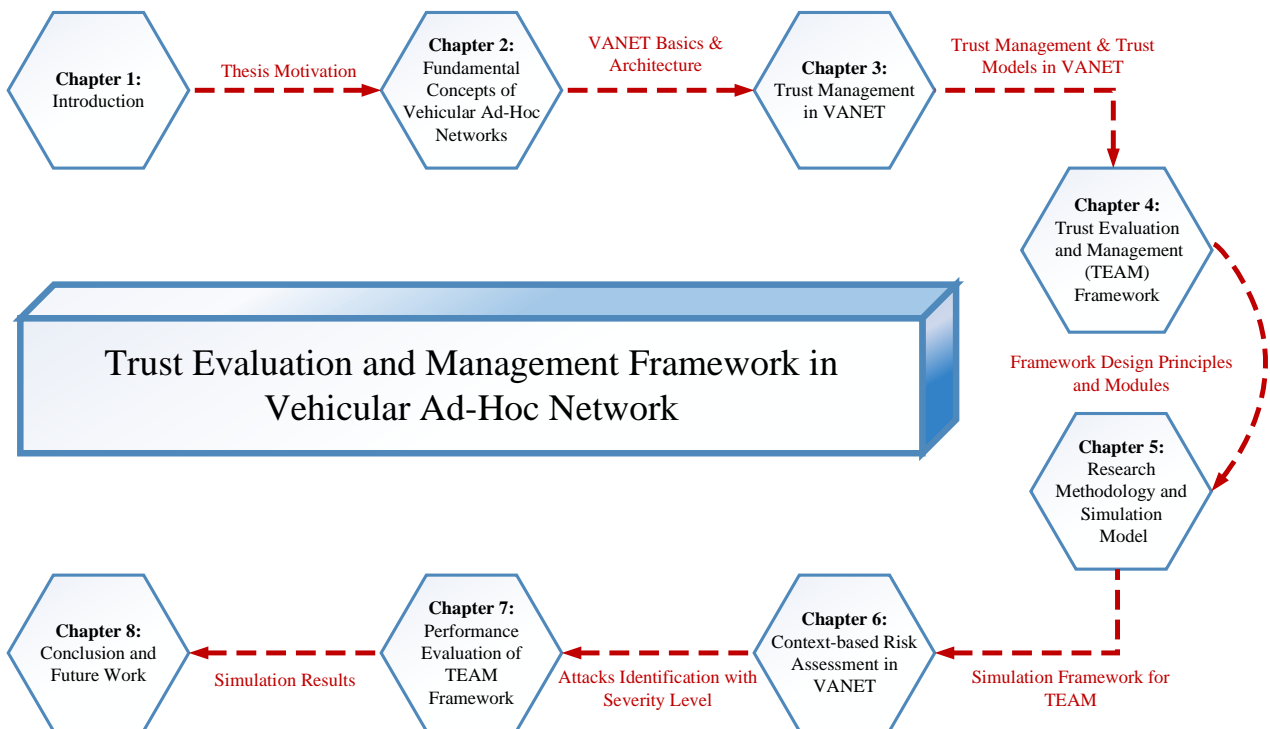 Chapter 1:
Introduction
Thesis Motivation
Chapter 2:
Fundamental
Concepts of
Vehicular Ad-Hoc
Networks
VANET Basics &
Architecture
Chapter 3:
Trust Management
in VANET
Trust Management & Trust
Models in VANET
Chapter 4:
Trust Evaluation
and Management
(TEAM)
Framework
Trust Evaluation and Management Framework in
Vehicular Ad-Hoc Network
Framework Design Principles
and Modules
Chapter 5:
Research
Methodology and
Simulation
Model
Simulation Framework for
TEAM
Chapter 6:
Context-based Risk
Assessment in
VANET
Attacks Identification with
Severity Level
Chapter 7:
Performance
Evaluation of
TEAM
Framework
Simulation Results
Chapter 8:
Conclusion and
Future Work